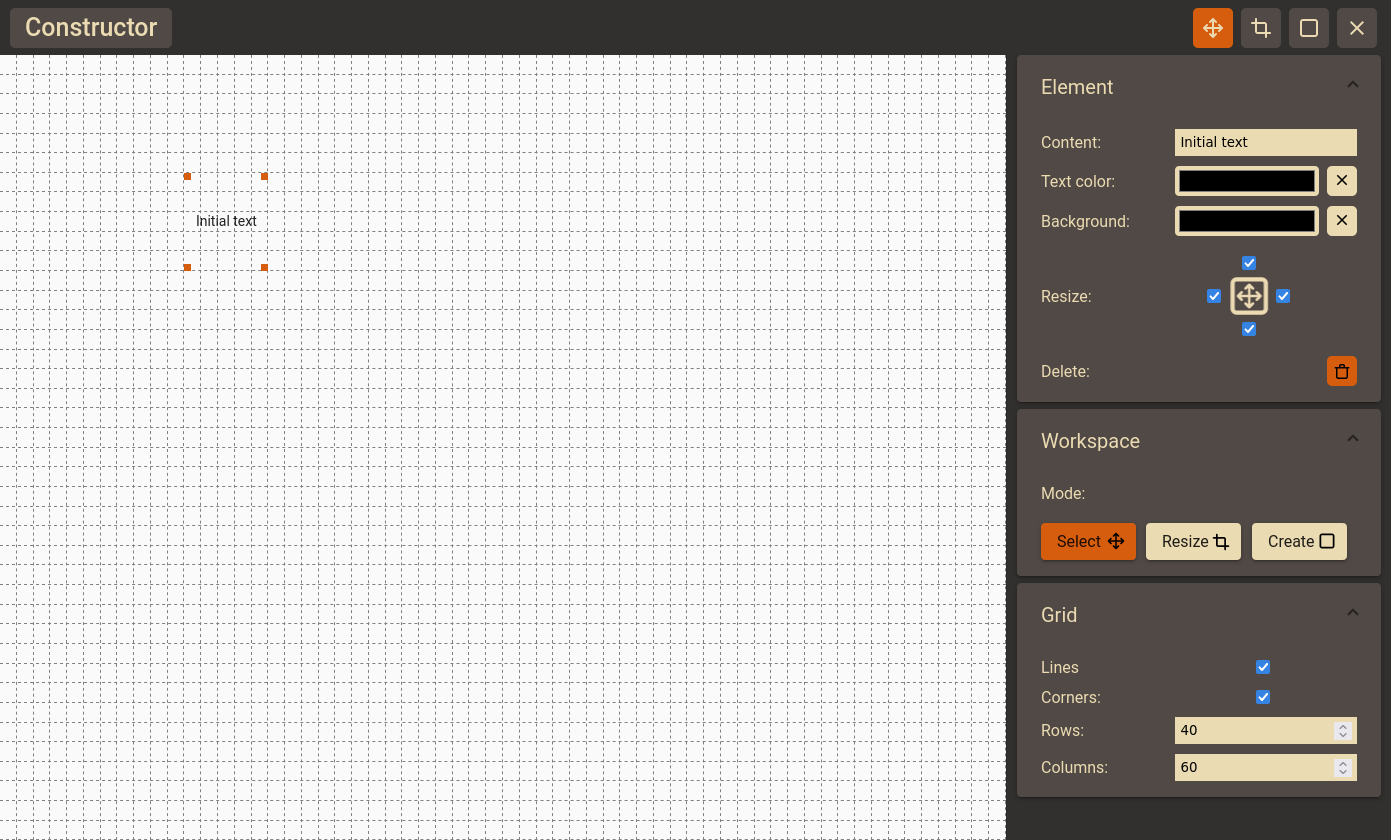 Constructor
Initial text
Element
Content: Initial text
Text color:
Background:
Resize:
Delete:
Workspace
Mode:
Select Resize Create
Grid
Lines
Corners:
Rows: 40
Columns: 60